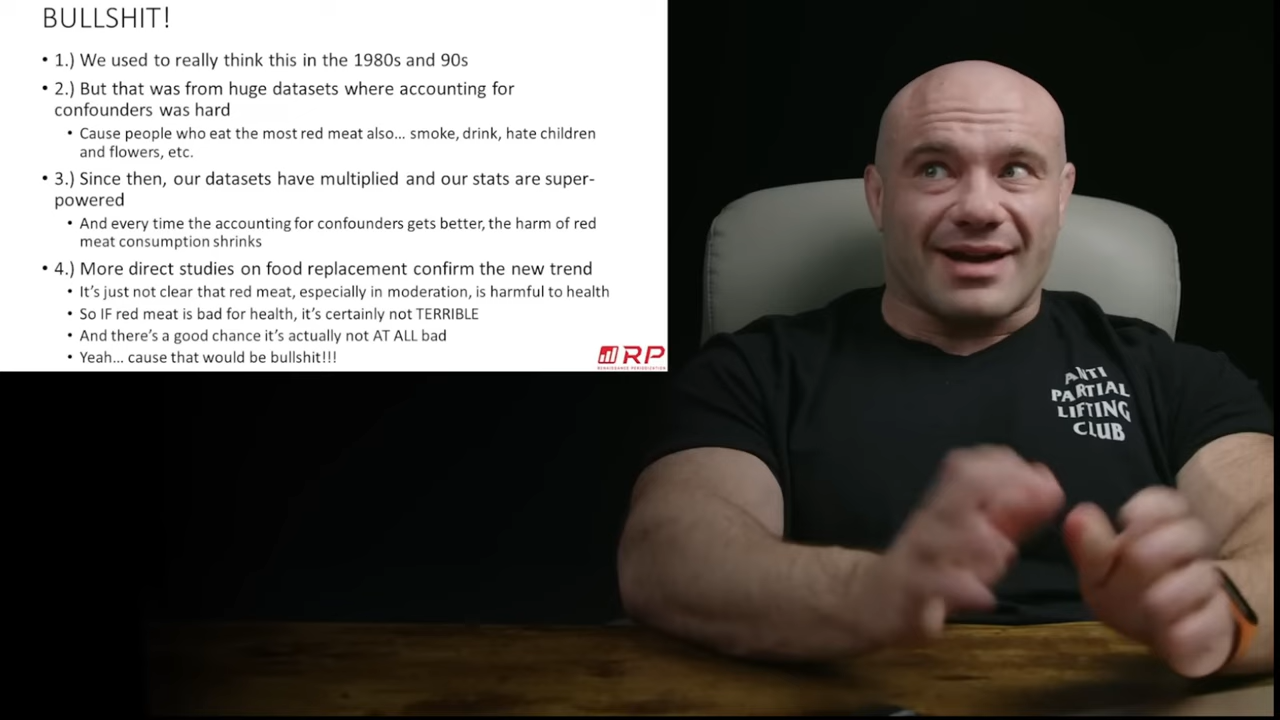 BULLSHIT!
• 1.) We used to really think this in the 1980s and 90s
• 2.) But that was from huge datasets where accounting for
confounders was hard
• Cause people who eat the most red meat also… smoke, drink, hate children
and flowers, etc.
• 3.) Since then, our datasets have multiplied and our stats are super-
powered
• And every time the accounting for confounders gets better, the harm of red
meat consumption shrinks
• 4.) More direct studies on food replacement confirm the new trend
• It’s just not clear that red meat, especially in moderation, is harmful to health
• So IF red meat is bad for health, it’s certainly not TERRIBLE
• And there’s a good chance it’s actually not AT ALL bad
• Yeah… cause that would be bullshit!!!
RP
RENAISSANCE PERIODIZATION
ANTI
PARTIAL
LIFTING
CLUB